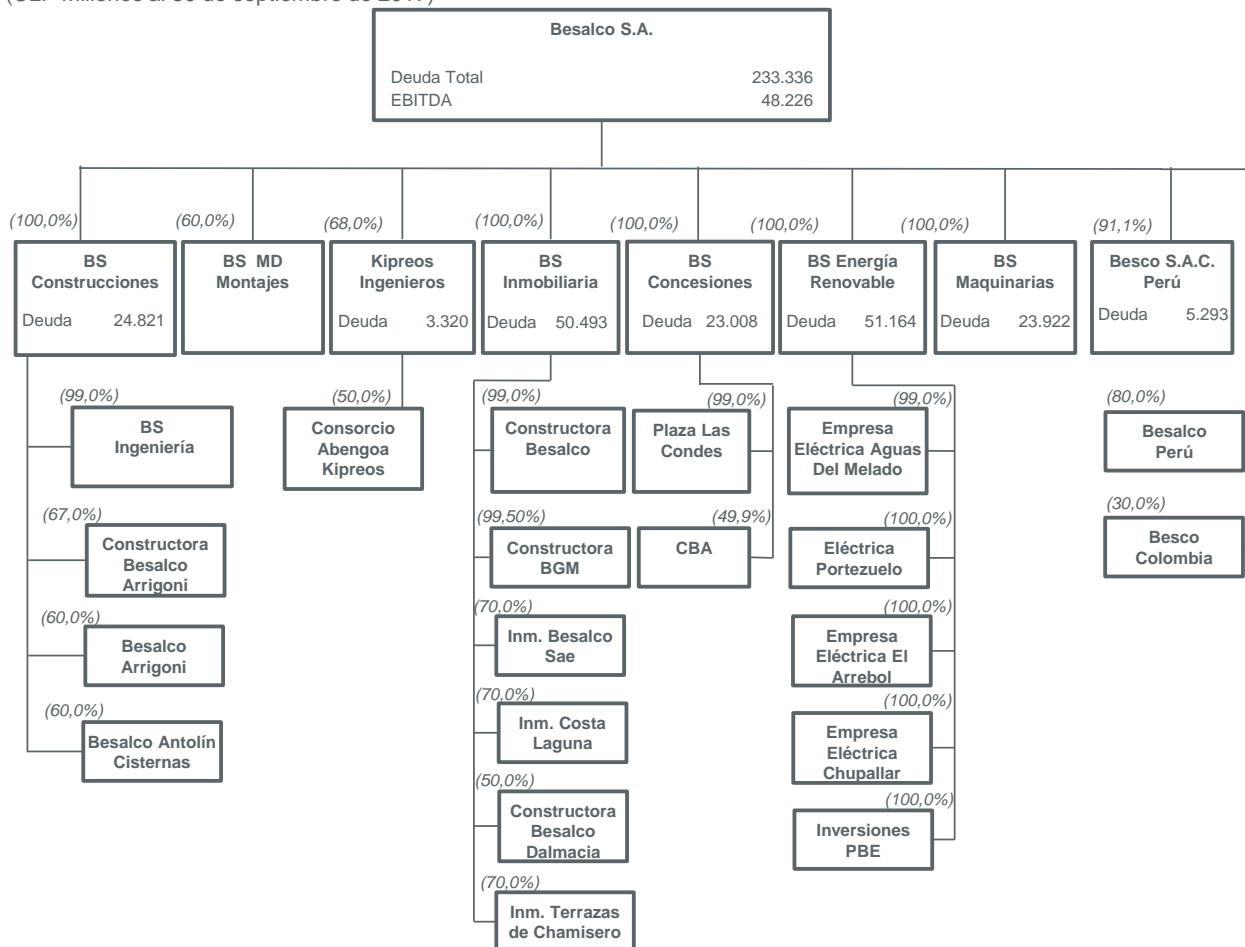 Besalco S.A.
Deuda Total 233.336
EBITDA 48.226
(100,0%)
BS
Construcciones
Deuda 24.821
(60,0%)
BS MD
Montajes
(68,0%)
Kipreos
Ingenieros
Deuda 3.320
(100,0%)
BS
Inmobiliaria
Deuda 50.493
(100,0%)
BS
Concesiones
Deuda 23.008
(100,0%)
BS Energía
Renovable
Deuda 51.164
(100,0%)
BS
Maquinarias
Deuda 23.922
(91,1%)
Besco S.A.C.
Perú
Deuda 5.293
(99,0%)
BS
Ingeniería
(67,0%)
Constructora
Besalco
Arrigoni
(60,0%)
Besalco
Arrigoni
(60,0%)
Besalco Antolín
Cisternas
(50,0%)
Consorcio
Abengoa
Kipreos
(99,0%)
Constructora
Besalco
(99,50%)
Constructora
BGM
(70,0%)
Inm. Besalco
Sae
(70,0%)
Inm. Costa
Laguna
(50,0%)
Constructora
Besalco
Dalmacia
(70,0%)
Inm. Terrazas
de Chamisero
(99,0%)
Plaza Las
Condes
(49,9%)
CBA
(99,0%)
Empresa
Eléctrica Aguas
Del Melado
(100,0%)
Eléctrica
Portezuelo
(100,0%)
Empresa
Eléctrica El
Arrebol
(100,0%)
Empresa
Eléctrica
Chupallar
(100,0%)
Inversiones
PBE
(80,0%)
Besalco
Perú
(30,0%)
Besco
Colombia